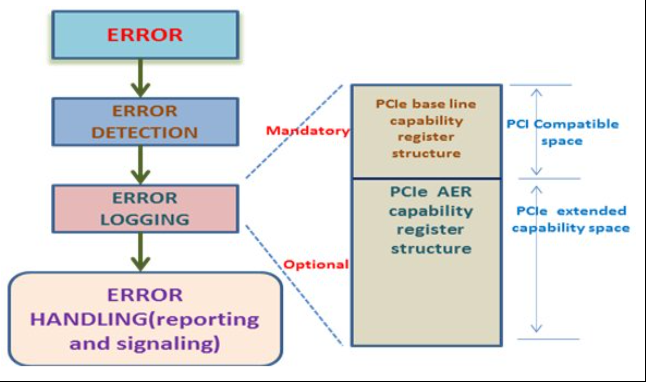 ERROR
ERROR
DETECTION
ERROR
LOGGING
ERROR
HANDLING(reporting
and signaling)
Mandatory
Optional
PCIe base line
capability
register
structure
PCIe AER
capability
register
structure
PCI Compatible
space
PCIe extended
capability space